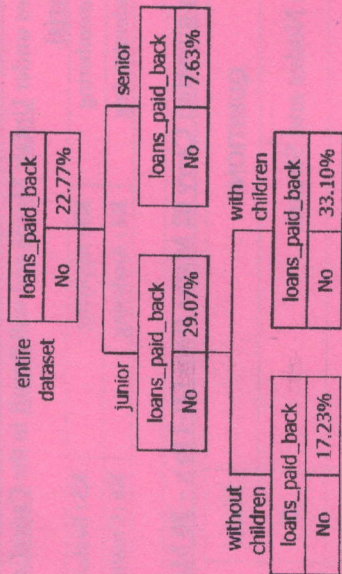 entire
dataset
loans_paid_back
No 22.77%
junior
loans_paid_back
No 29.07%
senior
loans_paid_back
No 7.63%
without
children
loans_paid_back
No 17.23%
with
children
loans_paid_back
No 33.10%